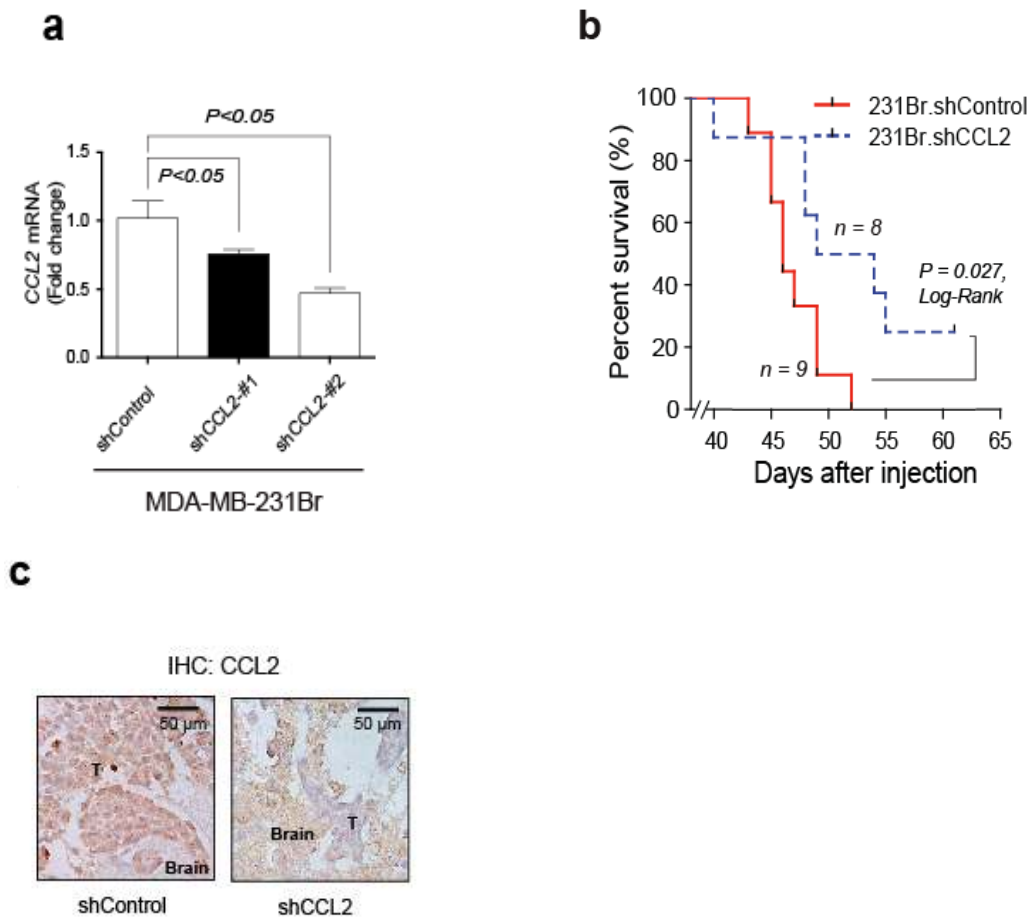 a
P<0.05
P<0.05
CCL2 mRNA
(Fold change)
1.5
1.0
0.5
0.0
shControl
shCCL2-#1
shCCL2-#2
MDA-MB-231Br
b
231Br.shControl
231Br.shCCL2
Percent survival (%)
100
80
60
40
20
0
n = 8
P = 0.027,
Log-Rank
n = 9
40 45 50 55 60 65
Days after injection
c
IHC: CCL2
50 µm
T
Brain
shControl
50 µm
Brain
T
shCCL2